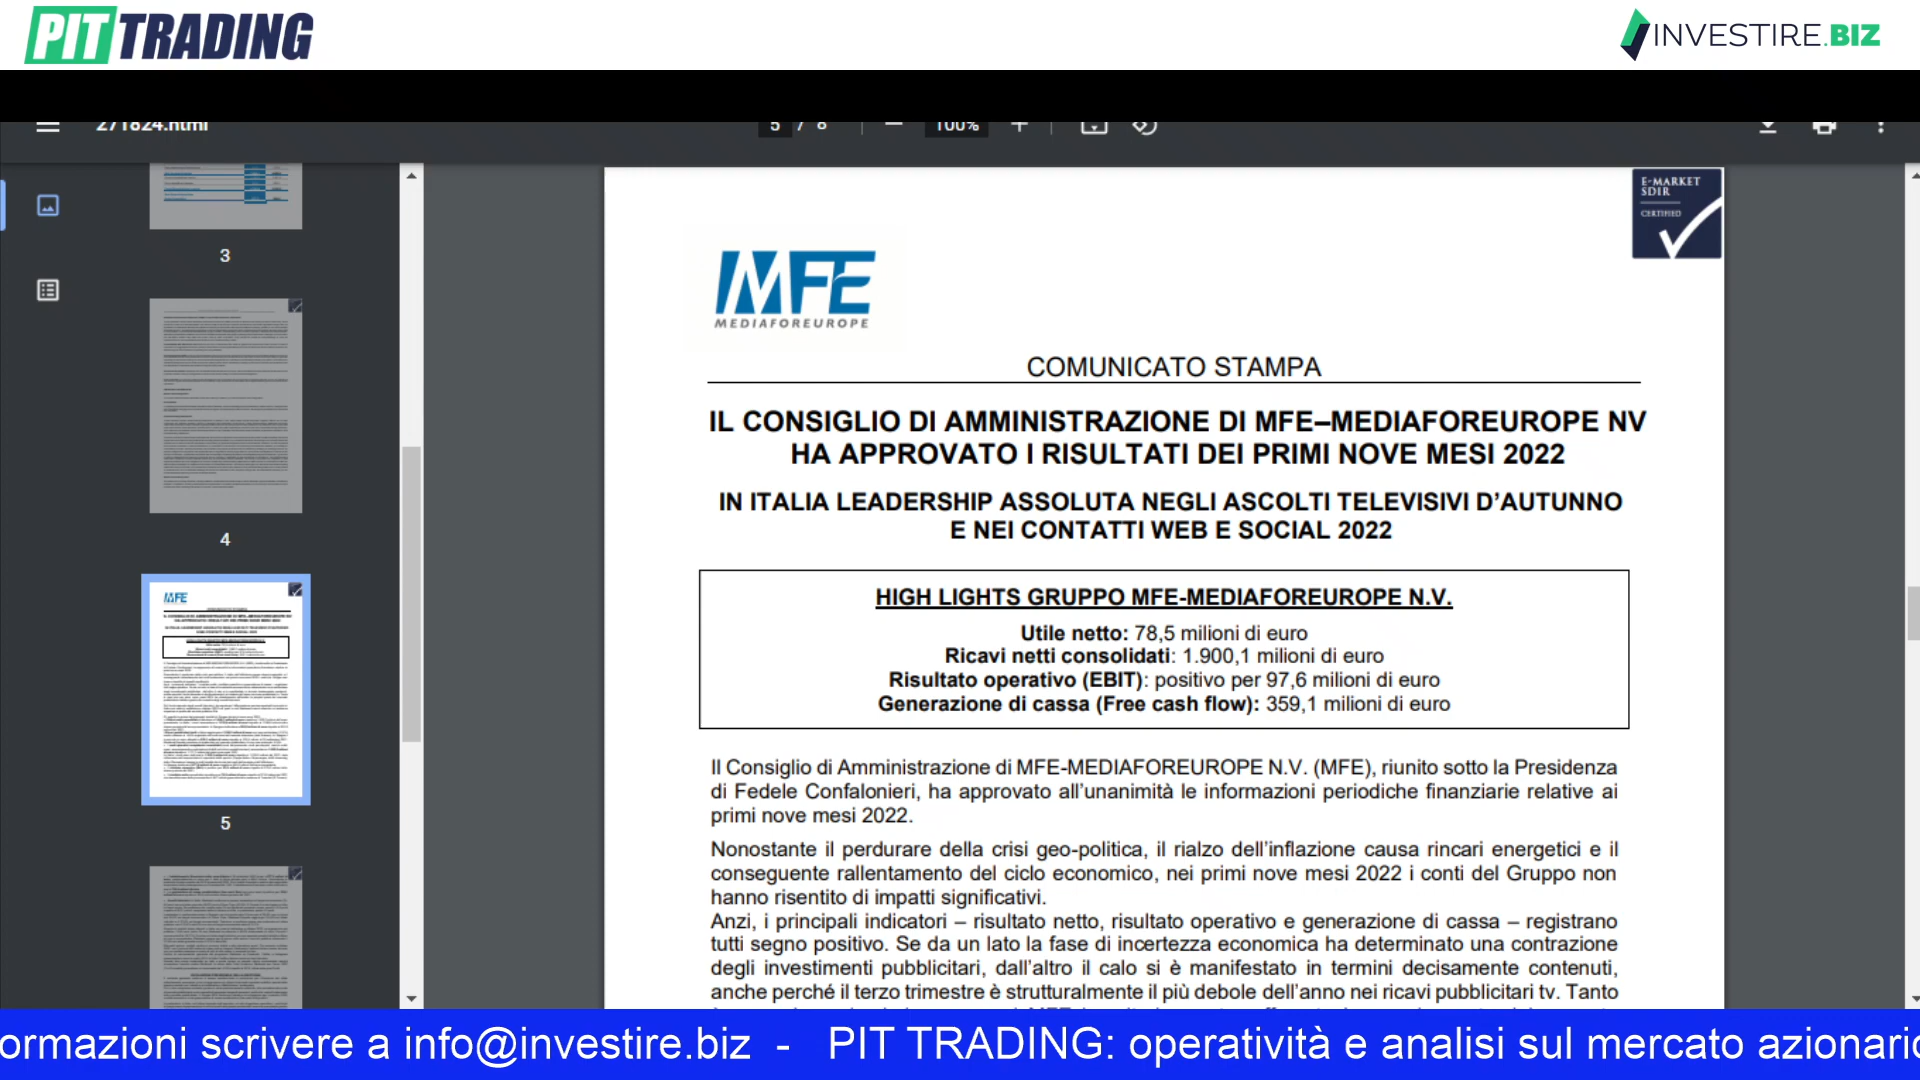 PIT TRADING
INVESTIRE.BIZ
271824.html
5 / 8
100%
3
4
5
E-MARKET
SDIR
CERTIFIED
MFE
MEDIAFOREUROPE
COMUNICATO STAMPA
IL CONSIGLIO DI AMMINISTRAZIONE DI MFE–MEDIAFOREUROPE NV
HA APPROVATO I RISULTATI DEI PRIMI NOVE MESI 2022
IN ITALIA LEADERSHIP ASSOLUTA NEGLI ASCOLTI TELEVISIVI D’AUTUNNO
E NEI CONTATTI WEB E SOCIAL 2022
HIGH LIGHTS GRUPPO MFE-MEDIAFOREUROPE N.V.
Utile netto: 78,5 milioni di euro
Ricavi netti consolidati: 1.900,1 milioni di euro
Risultato operativo (EBIT): positivo per 97,6 milioni di euro
Generazione di cassa (Free cash flow): 359,1 milioni di euro
Il Consiglio di Amministrazione di MFE-MEDIAFOREUROPE N.V. (MFE), riunito sotto la Presidenza
di Fedele Confalonieri, ha approvato all’unanimità le informazioni periodiche finanziarie relative ai
primi nove mesi 2022.
Nonostante il perdurare della crisi geo-politica, il rialzo dell’inflazione causa rincari energetici e il
conseguente rallentamento del ciclo economico, nei primi nove mesi 2022 i conti del Gruppo non
hanno risentito di impatti significativi.
Anzi, i principali indicatori – risultato netto, risultato operativo e generazione di cassa – registrano
tutti segno positivo. Se da un lato la fase di incertezza economica ha determinato una contrazione
degli investimenti pubblicitari, dall’altro il calo si è manifestato in termini decisamente contenuti,
anche perché il terzo trimestre è strutturalmente il più debole dell’anno nei ricavi pubblicitari tv. Tanto
ormazioni scrivere a info@investire.biz - PIT TRADING: operatività e analisi sul mercato azionario